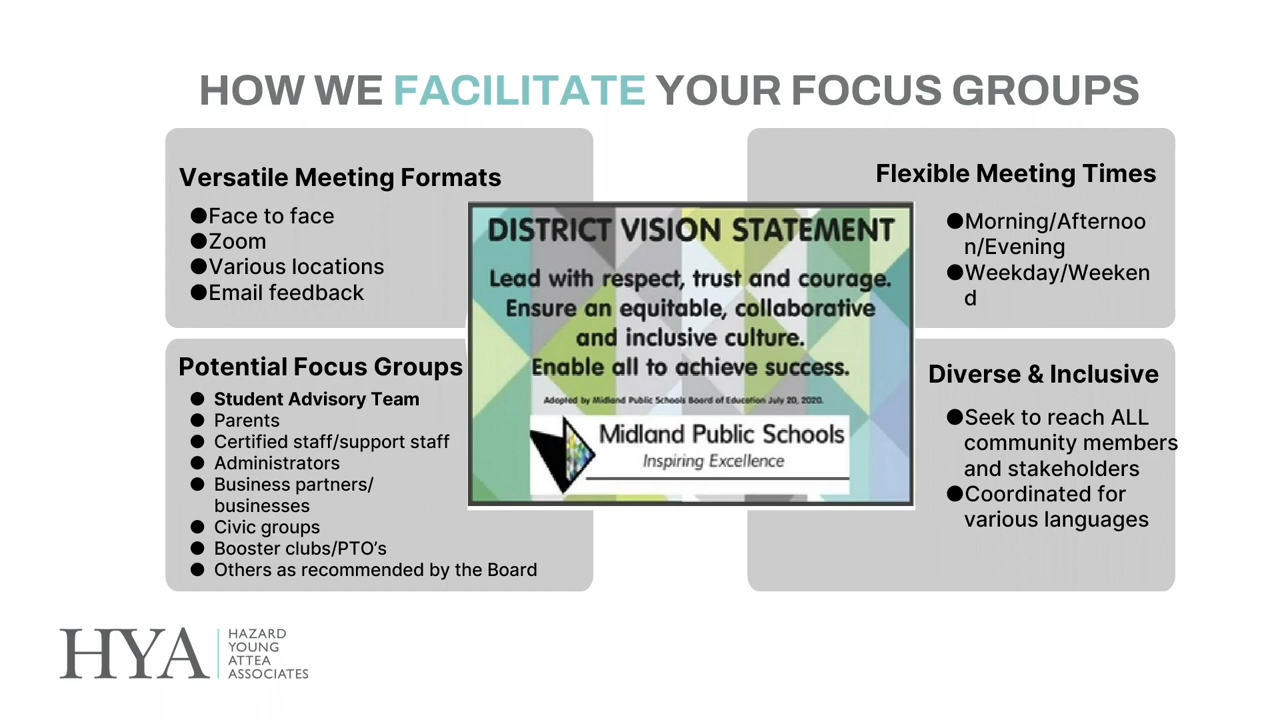 HOW WE FACILITATE YOUR FOCUS GROUPS
Versatile Meeting Formats
●Face to face
●Zoom
●Various locations
●Email feedback
Flexible Meeting Times
●Morning/Afternoo
n/Evening
●Weekday/Weeken
d
DISTRICT VISION STATEMENT
Lead with respect, trust and courage.
Ensure an equitable, collaborative
and inclusive culture.
Enable all to achieve success.
Adopted by Midland Public Schools Board of Education July 20, 2020.
Midland Public Schools
Inspiring Excellence
Potential Focus Groups
● Student Advisory Team
● Parents
● Certified staff/support staff
● Administrators
● Business partners/
businesses
● Civic groups
● Booster clubs/PTO’s
● Others as recommended by the Board
Diverse & Inclusive
●Seek to reach ALL
community members
and stakeholders
●Coordinated for
various languages
HYA
HAZARD
YOUNG
ATTEA
ASSOCIATES